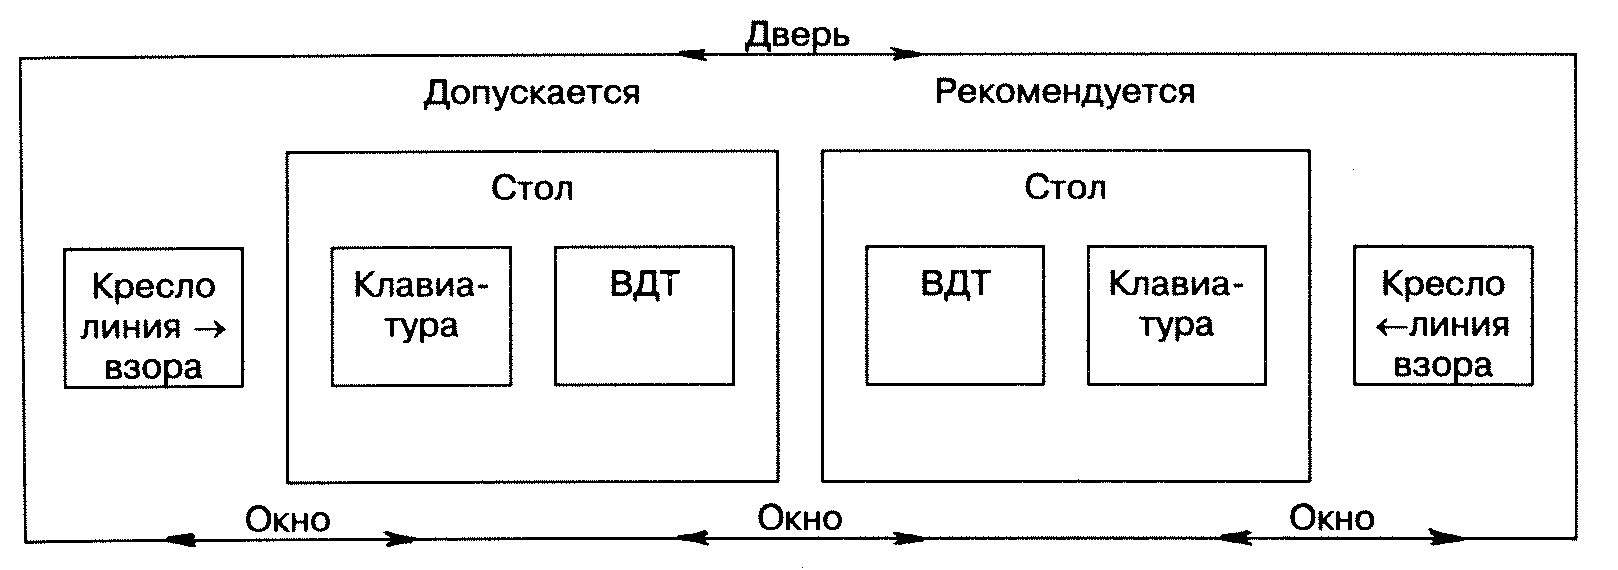 Дверь
Допускается
Рекомендуется
Стол
Стол
Кресло
линия →
взора
Клавиа-
тура
ВДТ
ВДТ
Клавиа-
тура
Кресло
←линия
взора
Окно
Окно
Окно